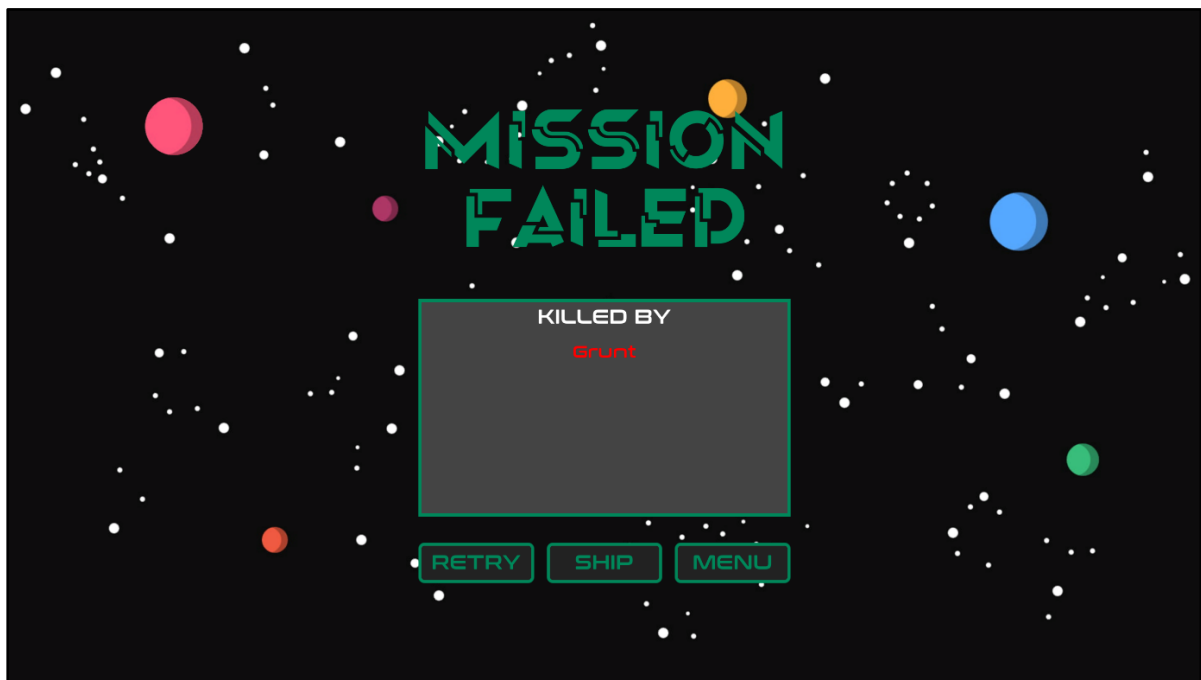 MISSION
FAILED
KILLED BY
Grunt
RETRY SHIP MENU